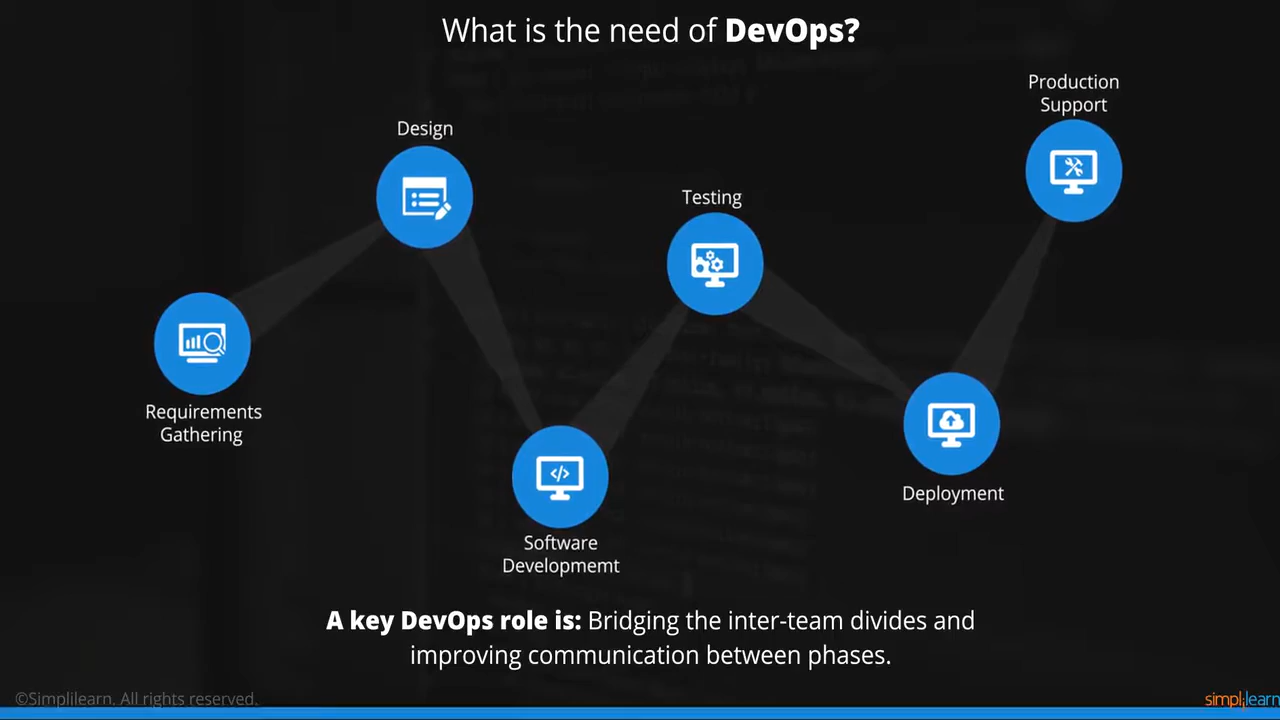 What is the need of DevOps?
Production
Support
Design
Testing
Requirements
Gathering
Deployment
Software
Developmemt
A key DevOps role is: Bridging the inter-team divides and
improving communication between phases.
©Simplilearn. All rights reserved.
simplilearn